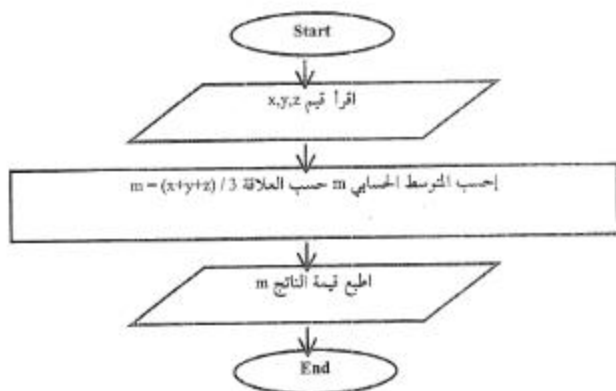 Start
اقرأ قيم x,y,z
إحسب المتوسط الحسابي m حسب العلاقة m = (x+y+z) / 3
اطبع قيمة الناتج m
End